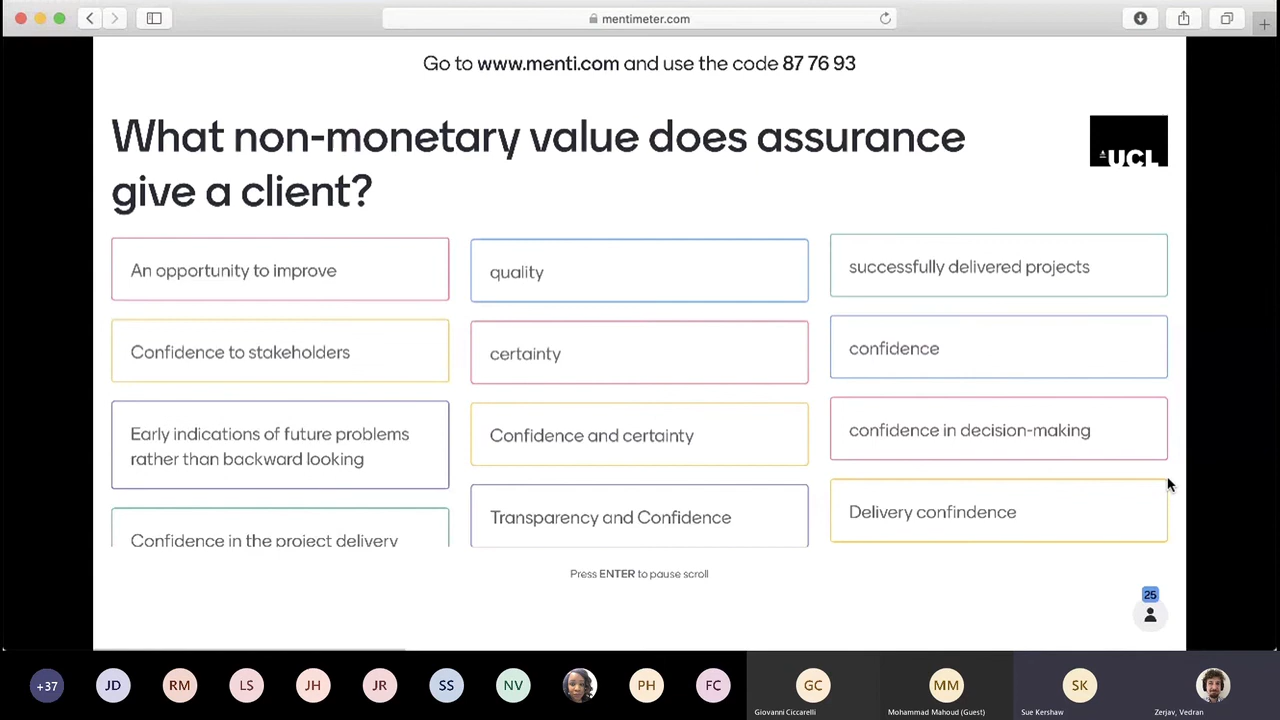 mentimeter.com
Go to www.menti.com and use the code 87 76 93
What non-monetary value does assurance
give a client?
UCL
An opportunity to improve
quality
successfully delivered projects
Confidence to stakeholders
certainty
confidence
Early indications of future problems
rather than backward looking
Confidence and certainty
confidence in decision-making
Confidence in the project delivery
Transparency and Confidence
Delivery confindence
Press ENTER to pause scroll
25
+37
JD
RM
LS
JH
JR
SS
NV
PH
FC
GC
MM
SK
Giovanni Ciccarelli
Mohammad Mahoud (Guest)
Sue Kershaw
Zerjav, Vedran